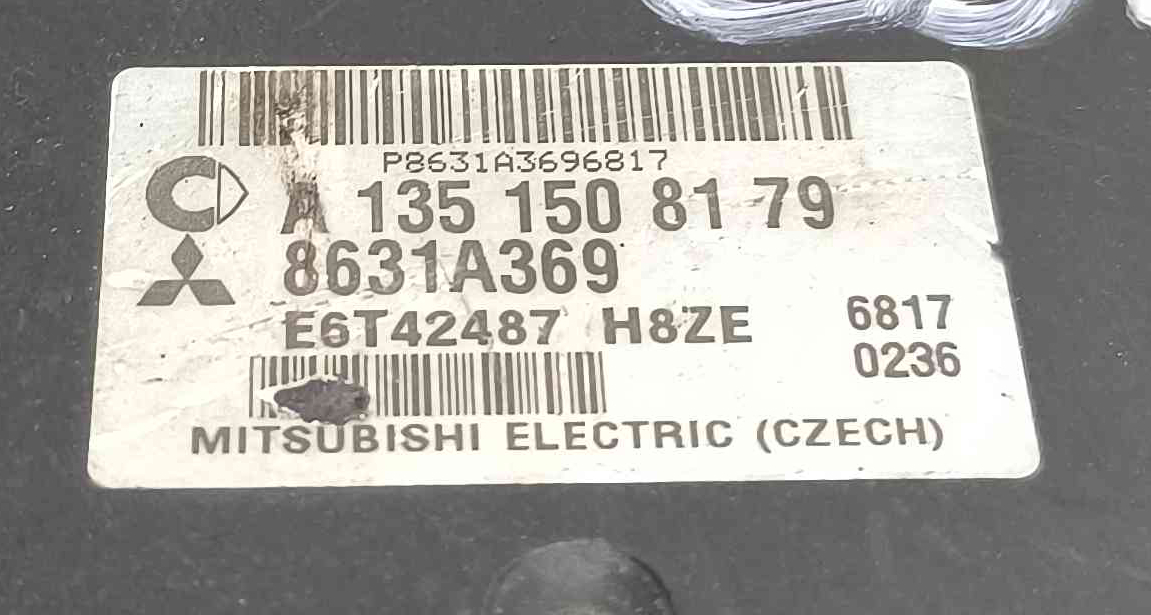 P8631A3696817
A 135 150 81 79
8631A369
E6T42487 H8ZE 6817
0236
MITSUBISHI ELECTRIC (CZECH)